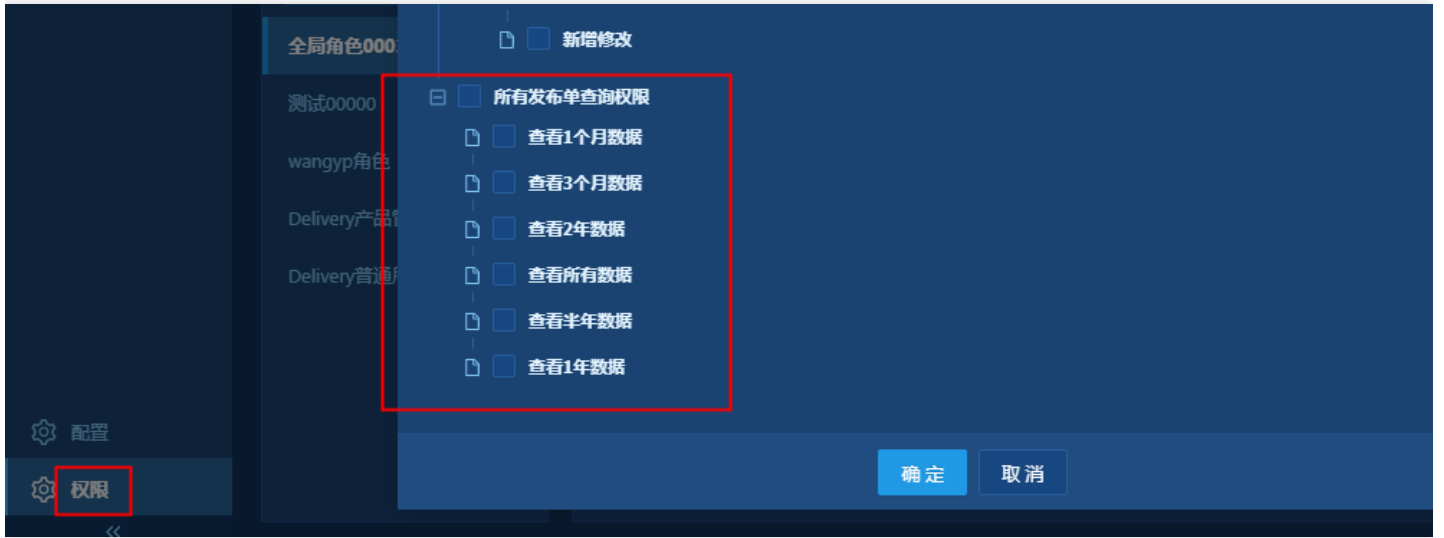 全局角色000
新增修改
测试00000
所有发布单查询权限
查看1个月数据
wangyp角色
查看3个月数据
Delivery产品
查看2年数据
Delivery普通
查看所有数据
查看半年数据
查看1年数据
配置
权限
确定
取消